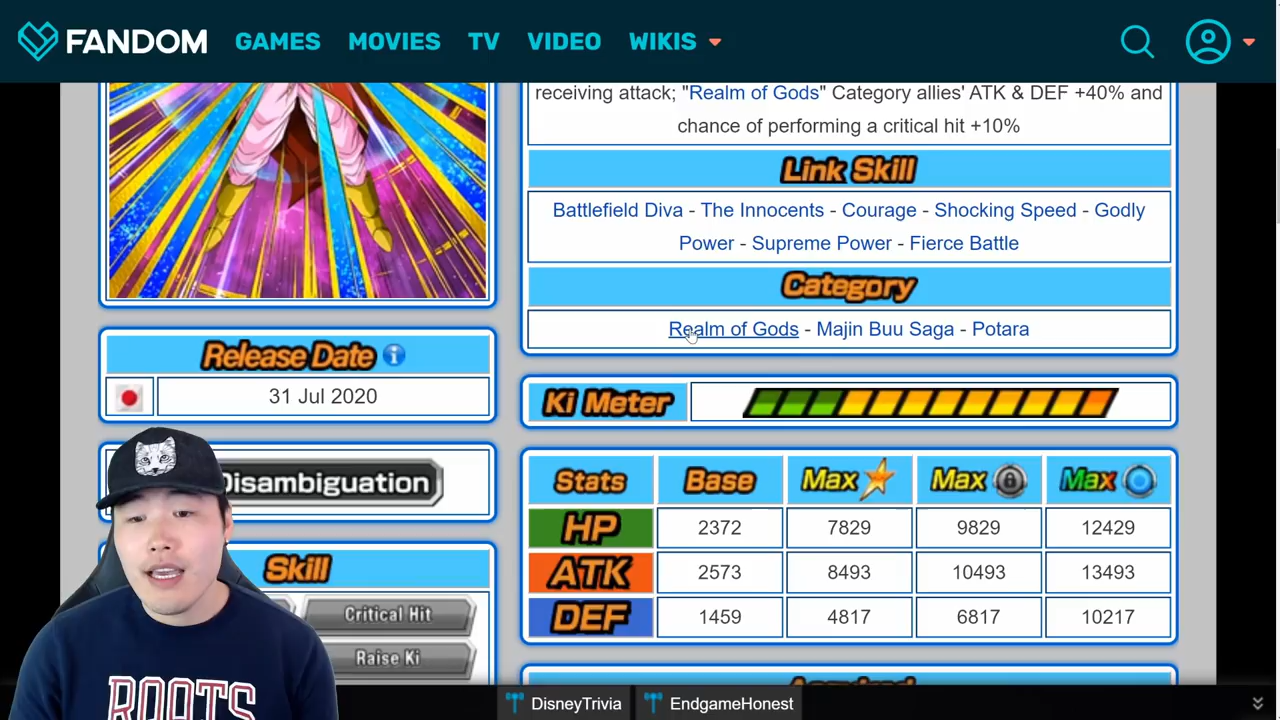 FANDOM GAMES MOVIES TV VIDEO WIKIS
receiving attack; "Realm of Gods" Category allies' ATK & DEF +40% and
chance of performing a critical hit +10%
Link Skill
Battlefield Diva - The Innocents - Courage - Shocking Speed - Godly
Power - Supreme Power - Fierce Battle
Category
Realm of Gods - Majin Buu Saga - Potara
Release Date
31 Jul 2020
Ki Meter
Disambiguation
Stats Base Max Max Max
HP 2372 7829 9829 12429
ATK 2573 8493 10493 13493
DEF 1459 4817 6817 10217
Skill
Critical Hit
Raise Ki
ROOTS
DisneyTrivia EndgameHonest